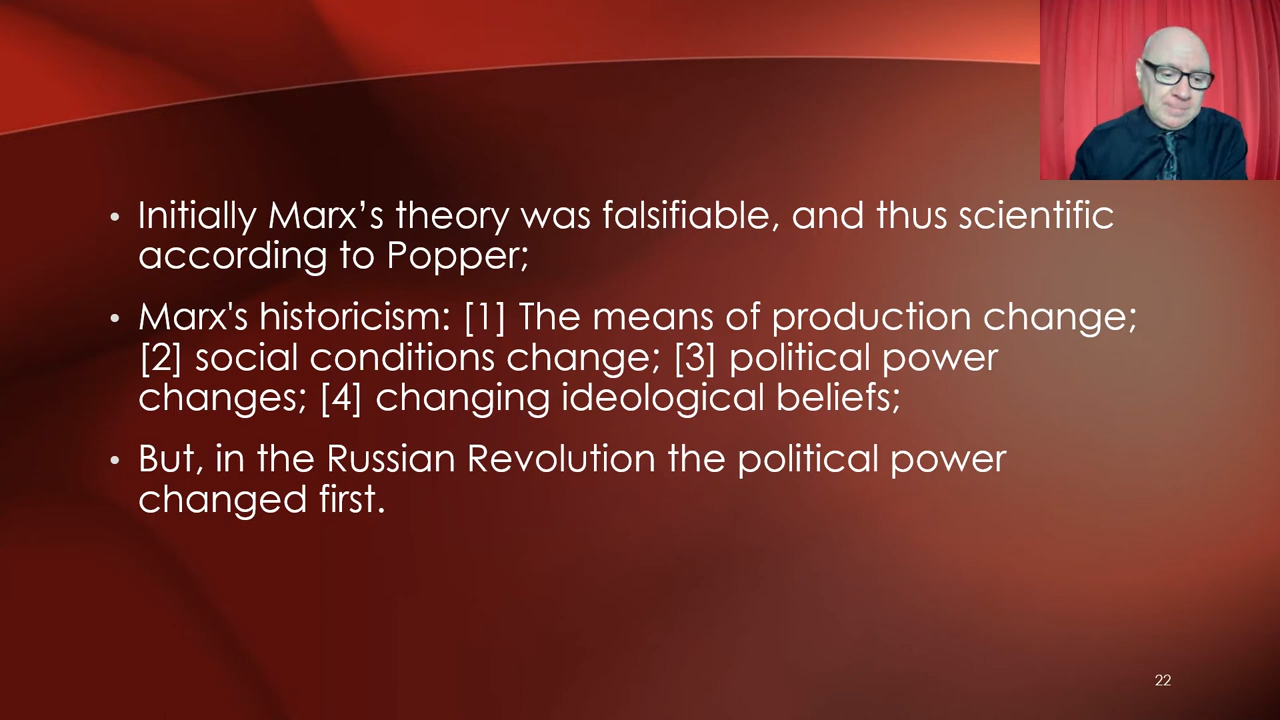 • Initially Marx’s theory was falsifiable, and thus scientific
according to Popper;
• Marx's historicism: [1] The means of production change;
[2] social conditions change; [3] political power
changes; [4] changing ideological beliefs;
• But, in the Russian Revolution the political power
changed first.
22